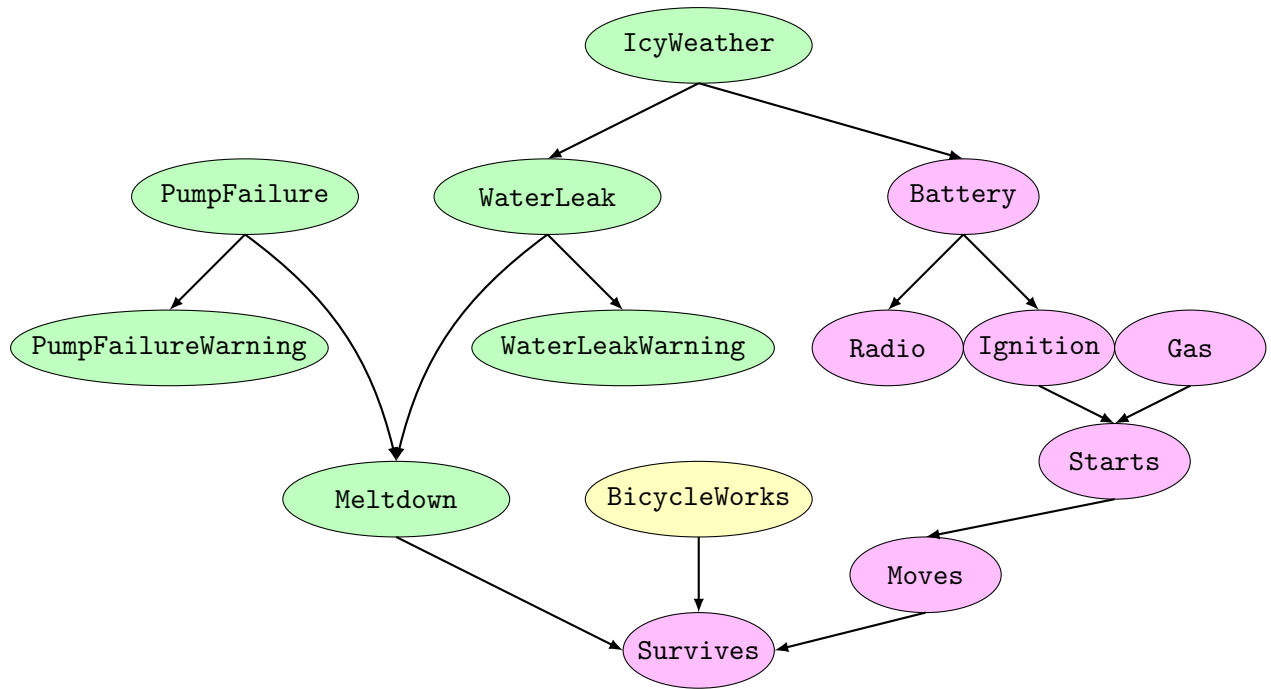 IcyWeather
PumpFailure
WaterLeak
Battery
PumpFailureWarning
WaterLeakWarning
Radio
Ignition
Gas
Starts
Meltdown
BicycleWorks
Moves
Survives